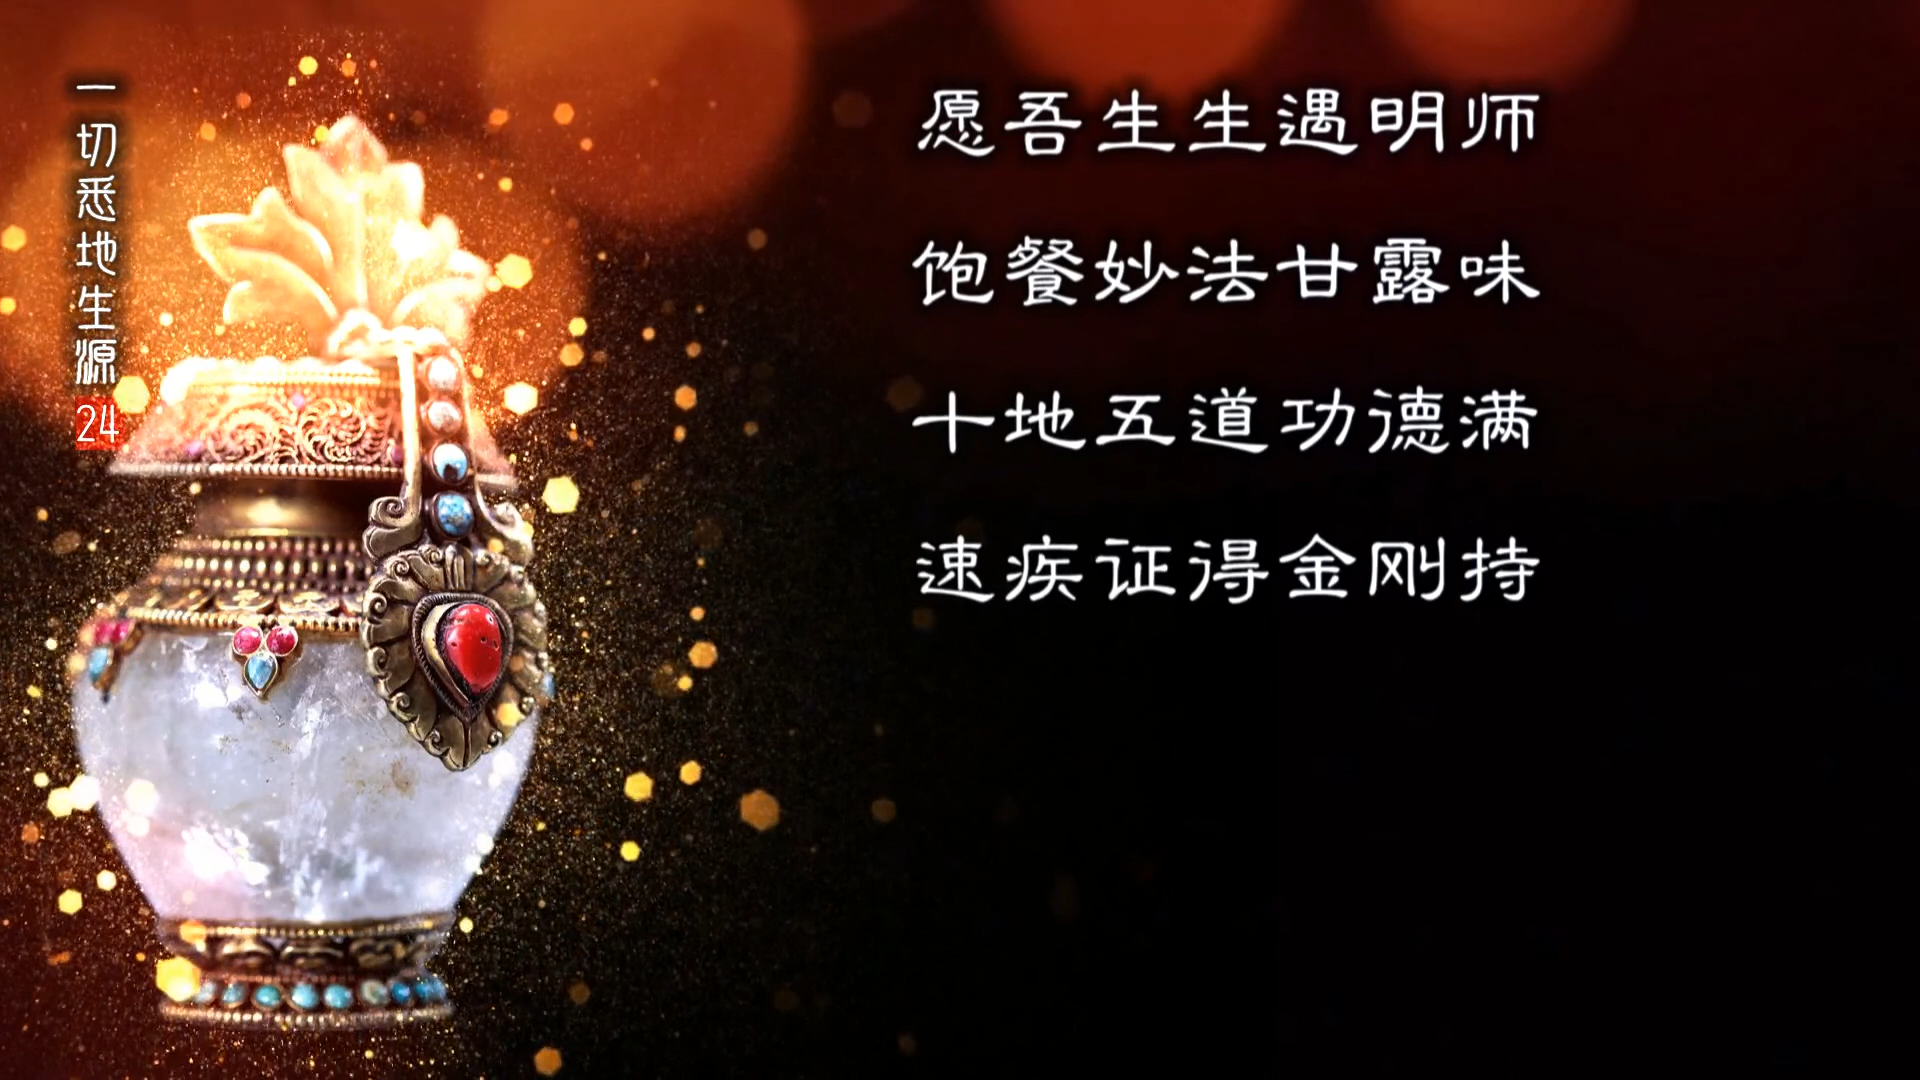 一切悉地生源 24
愿吾生生遇明师
饱餐妙法甘露味
十地五道功德满
速疾证得金刚持